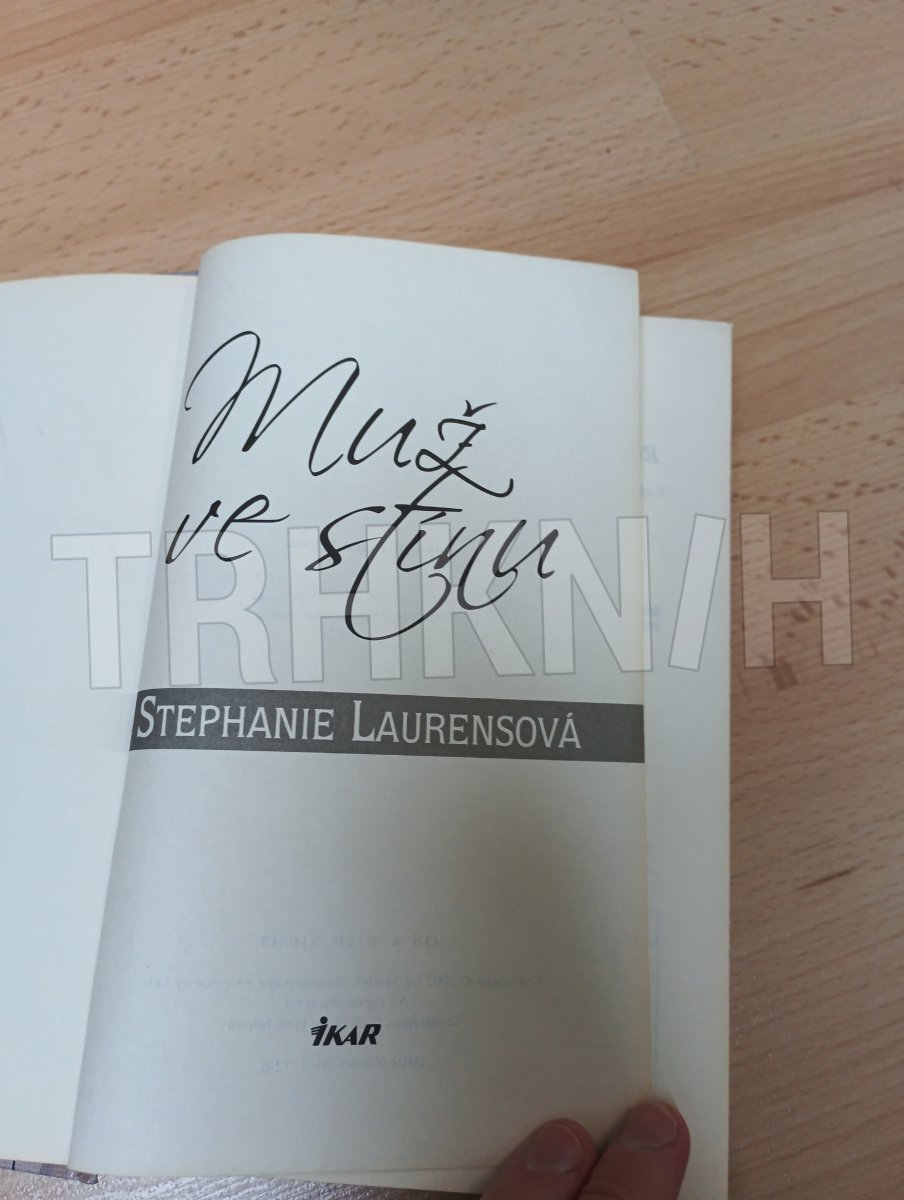 Muž
ve stínu
TRHKNIH
STEPHANIE LAURENSOVÁ
ON A WILD NIGHT
IKAR